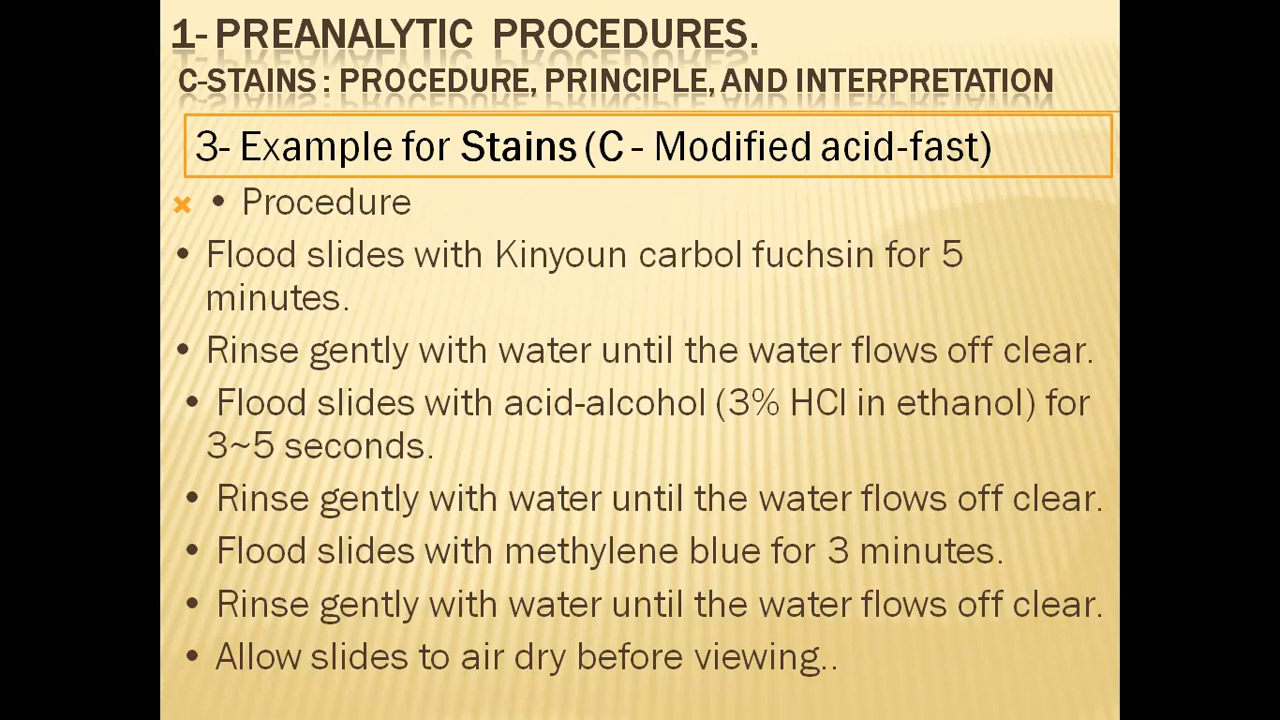 1- PREANALYTIC PROCEDURES.
C-STAINS : PROCEDURE, PRINCIPLE, AND INTERPRETATION
3- Example for Stains (C - Modified acid-fast)
• Procedure
• Flood slides with Kinyoun carbol fuchsin for 5
minutes.
• Rinse gently with water until the water flows off clear.
• Flood slides with acid-alcohol (3% HCl in ethanol) for
3~5 seconds.
• Rinse gently with water until the water flows off clear.
• Flood slides with methylene blue for 3 minutes.
• Rinse gently with water until the water flows off clear.
• Allow slides to air dry before viewing..